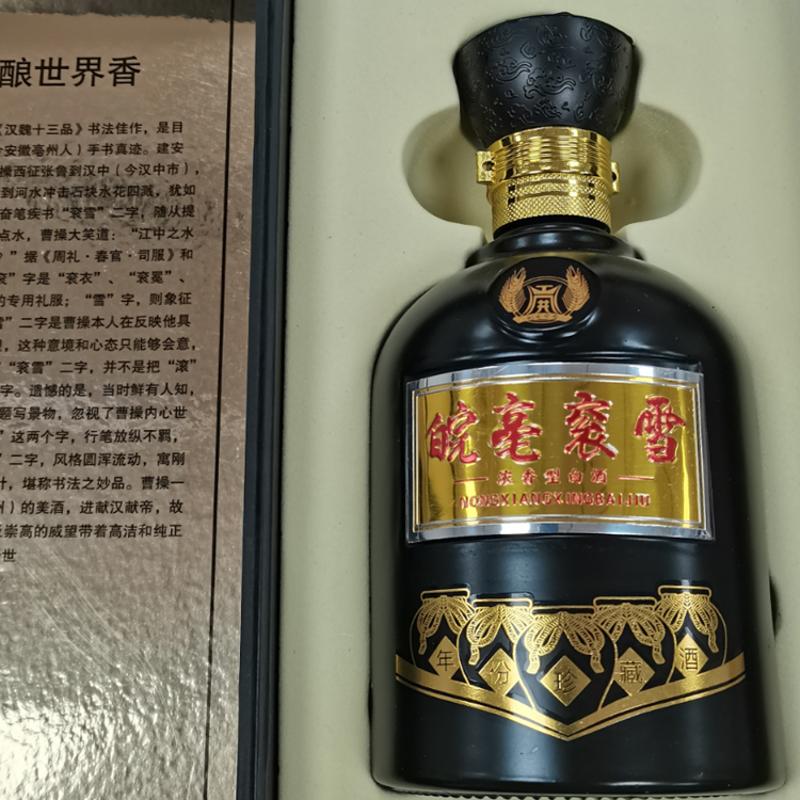 酿世界香
《汉魏十三品》书法佳作，是目
安徽亳州人）手书真迹。建安
操西征张鲁到汉中（今汉中市），
到河水冲击石块水花四溅，犹如
奋笔疾书“衮雪”二字，随从提
点水，曹操大笑道：“江中之水
”据《周礼·春官·司服》和
字是“衮衣”、“衮冕”、
的专用礼服；“雪”字，则象征
”二字是曹操本人在反映他具
，这种意境和心态只能够会意，
“衮雪”二字，并不是把“滚”
字。遗憾的是，当时鲜有人知，
题写景物，忽视了曹操内心世
”这两个字，行笔放纵不羁，
”二字，风格圆浑流动，寓刚
，堪称书法之妙品。曹操一
）的美酒，进献汉献帝，故
崇高的威望带着高洁和纯正
世
皖亳衮雪
浓香型白酒
NONGXIANGXINGBAIJIU
年份珍藏酒